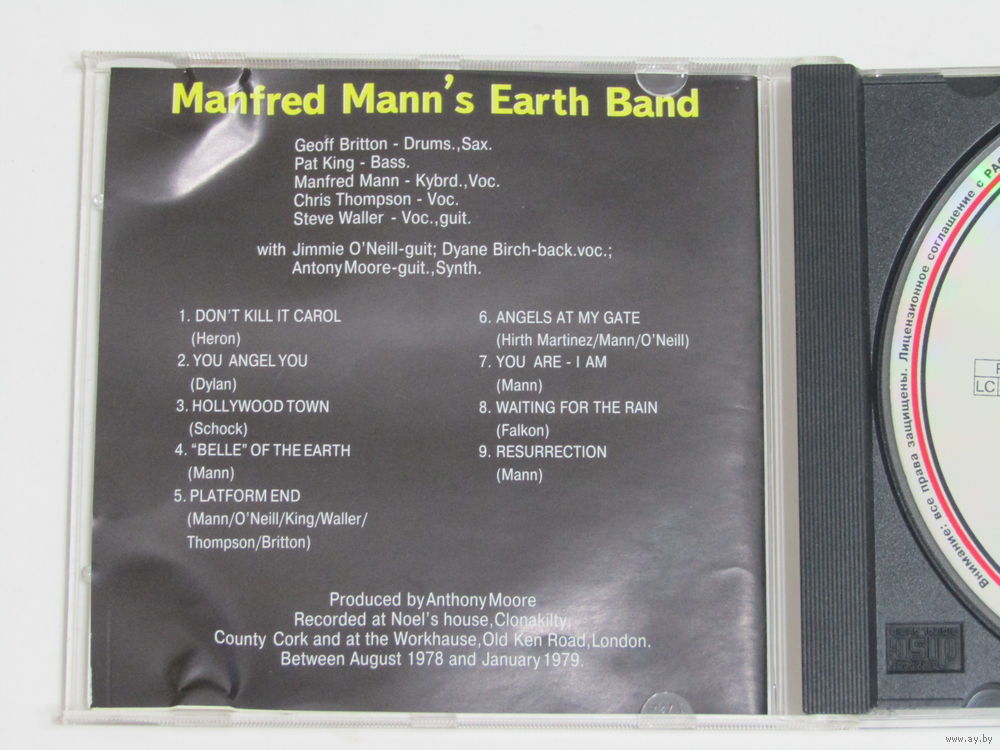 Manfred Mann's Earth Band
Geoff Britton - Drums.,Sax.
Pat King - Bass.
Manfred Mann - Kybrd.,Voc.
Chris Thompson - Voc.
Steve Waller - Voc.,guit.
with Jimmie O'Neill-guit; Dyane Birch-back.voc.;
Antony Moore-guit.,Synth.
1. DON'T KILL IT CAROL
(Heron)
2. YOU ANGEL YOU
(Dylan)
3. HOLLYWOOD TOWN
(Schock)
4. “BELLE” OF THE EARTH
(Mann)
5. PLATFORM END
(Mann/O'Neill/King/Waller/
Thompson/Britton)
6. ANGELS AT MY GATE
(Hirth Martinez/Mann/O'Neill)
7. YOU ARE - I AM
(Mann)
8. WAITING FOR THE RAIN
(Falkon)
9. RESURRECTION
(Mann)
Produced by Anthony Moore
Recorded at Noel's house,Clonakilty,
County Cork and at the Workhause,Old Ken Road,London.
Between August 1978 and January 1979.
Внимание: все права защищены. Лицензионное соглашение с РАО
LC
www.ay.by